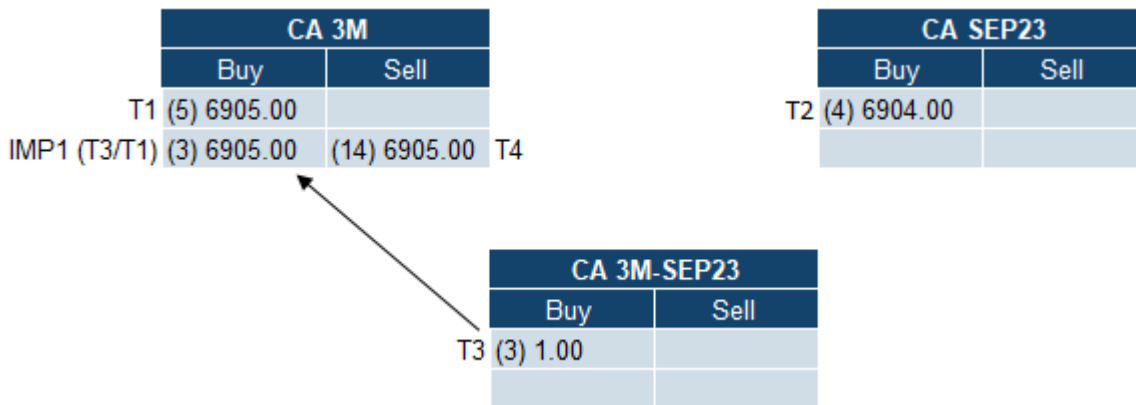 CA 3M CA SEP23
Buy Sell Buy Sell
T1 (5) 6905.00 T2 (4) 6904.00
IMP1 (T3/T1) (3) 6905.00 (14) 6905.00 T4
CA 3M-SEP23
Buy Sell
T3 (3) 1.00